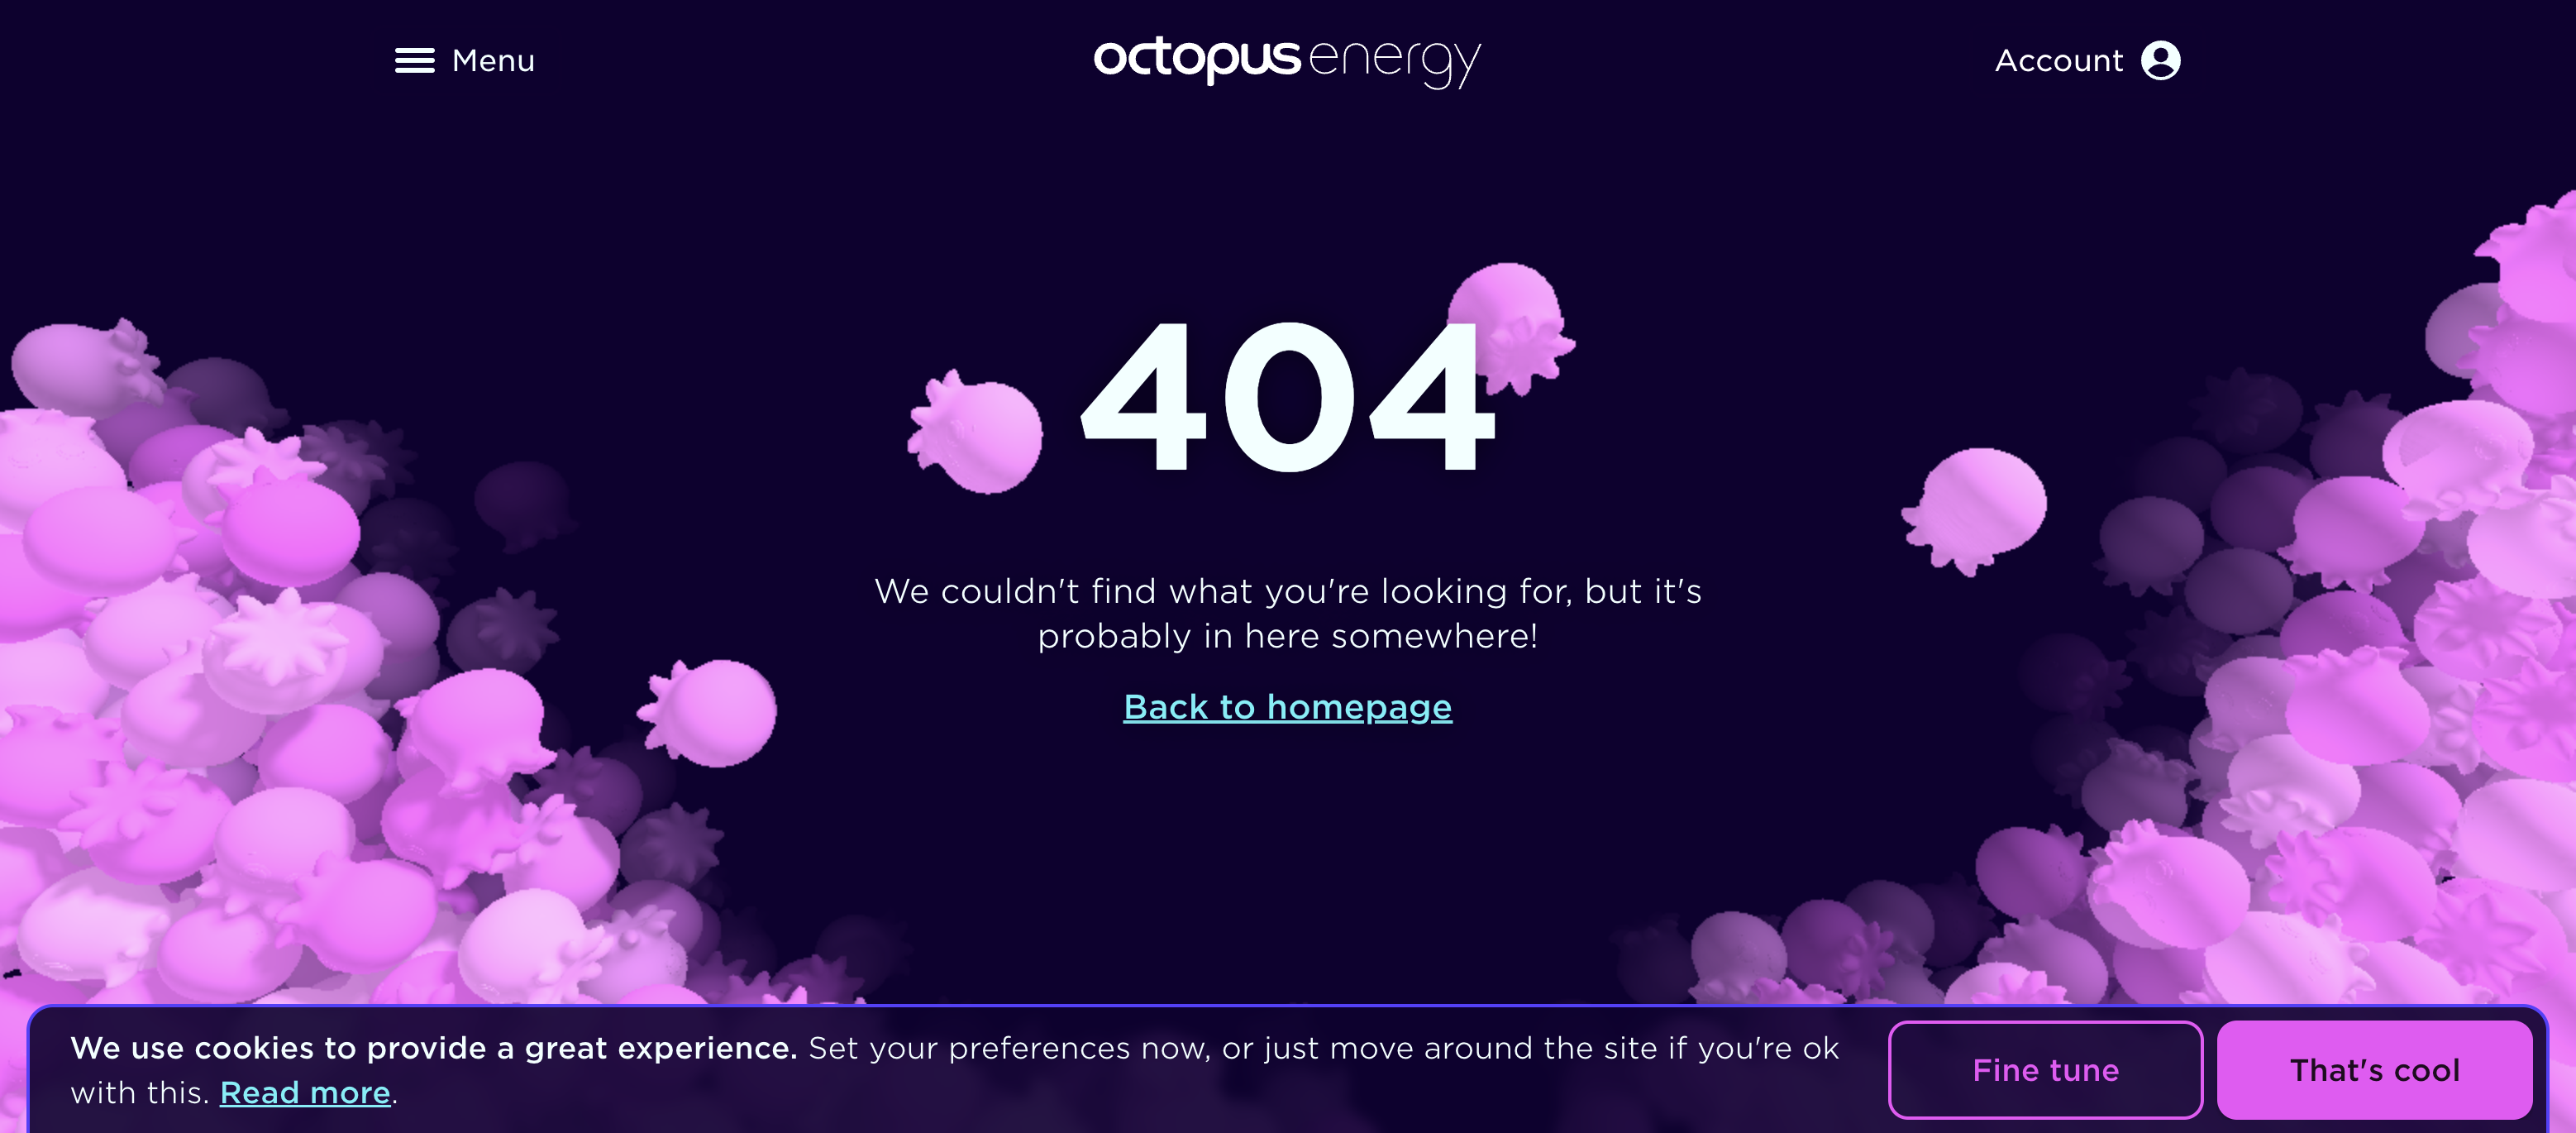 Menu
octopus energy
Account
404
We couldn't find what you're looking for, but it's
probably in here somewhere!
Back to homepage
We use cookies to provide a great experience. Set your preferences now, or just move around the site if you're ok
with this. Read more.
Fine tune
That's cool